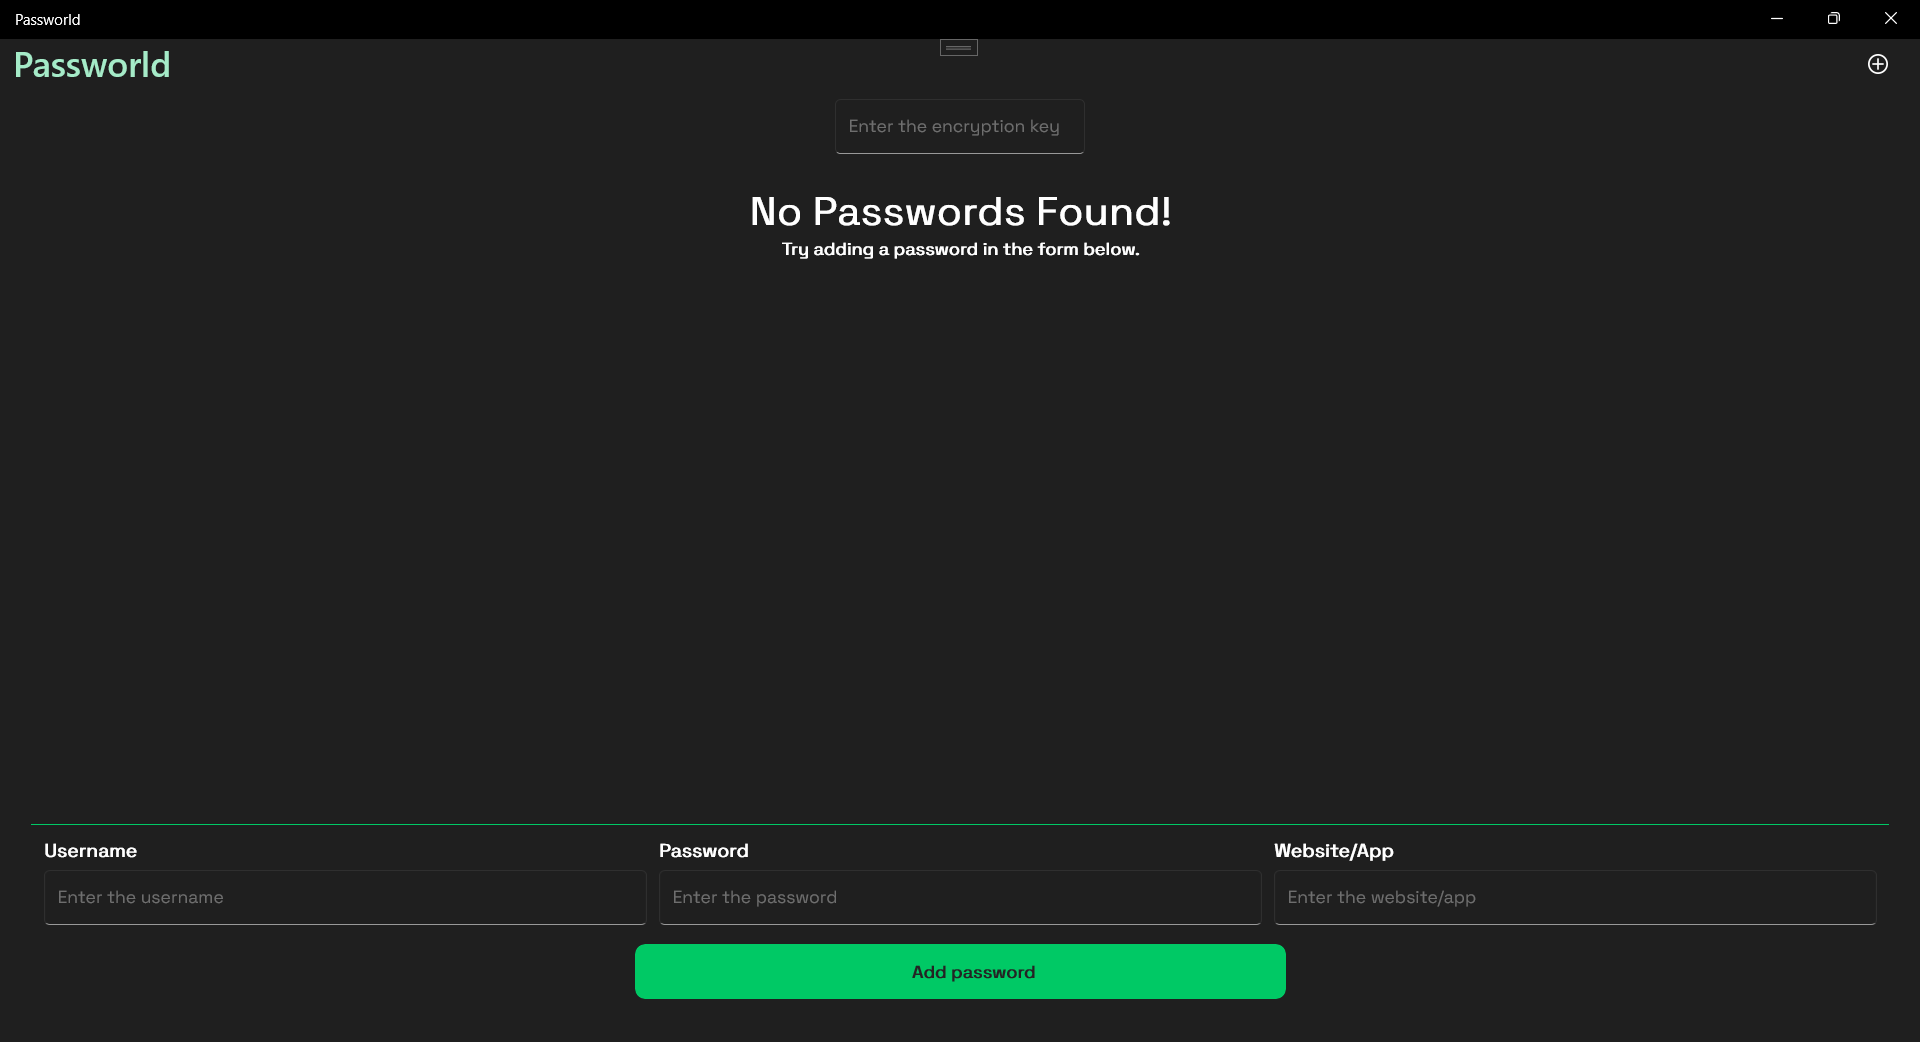 Passworld
Passworld
Enter the encryption key
No Passwords Found!
Try adding a password in the form below.
Username
Password
Website/App
Enter the username
Enter the password
Enter the website/app
Add password